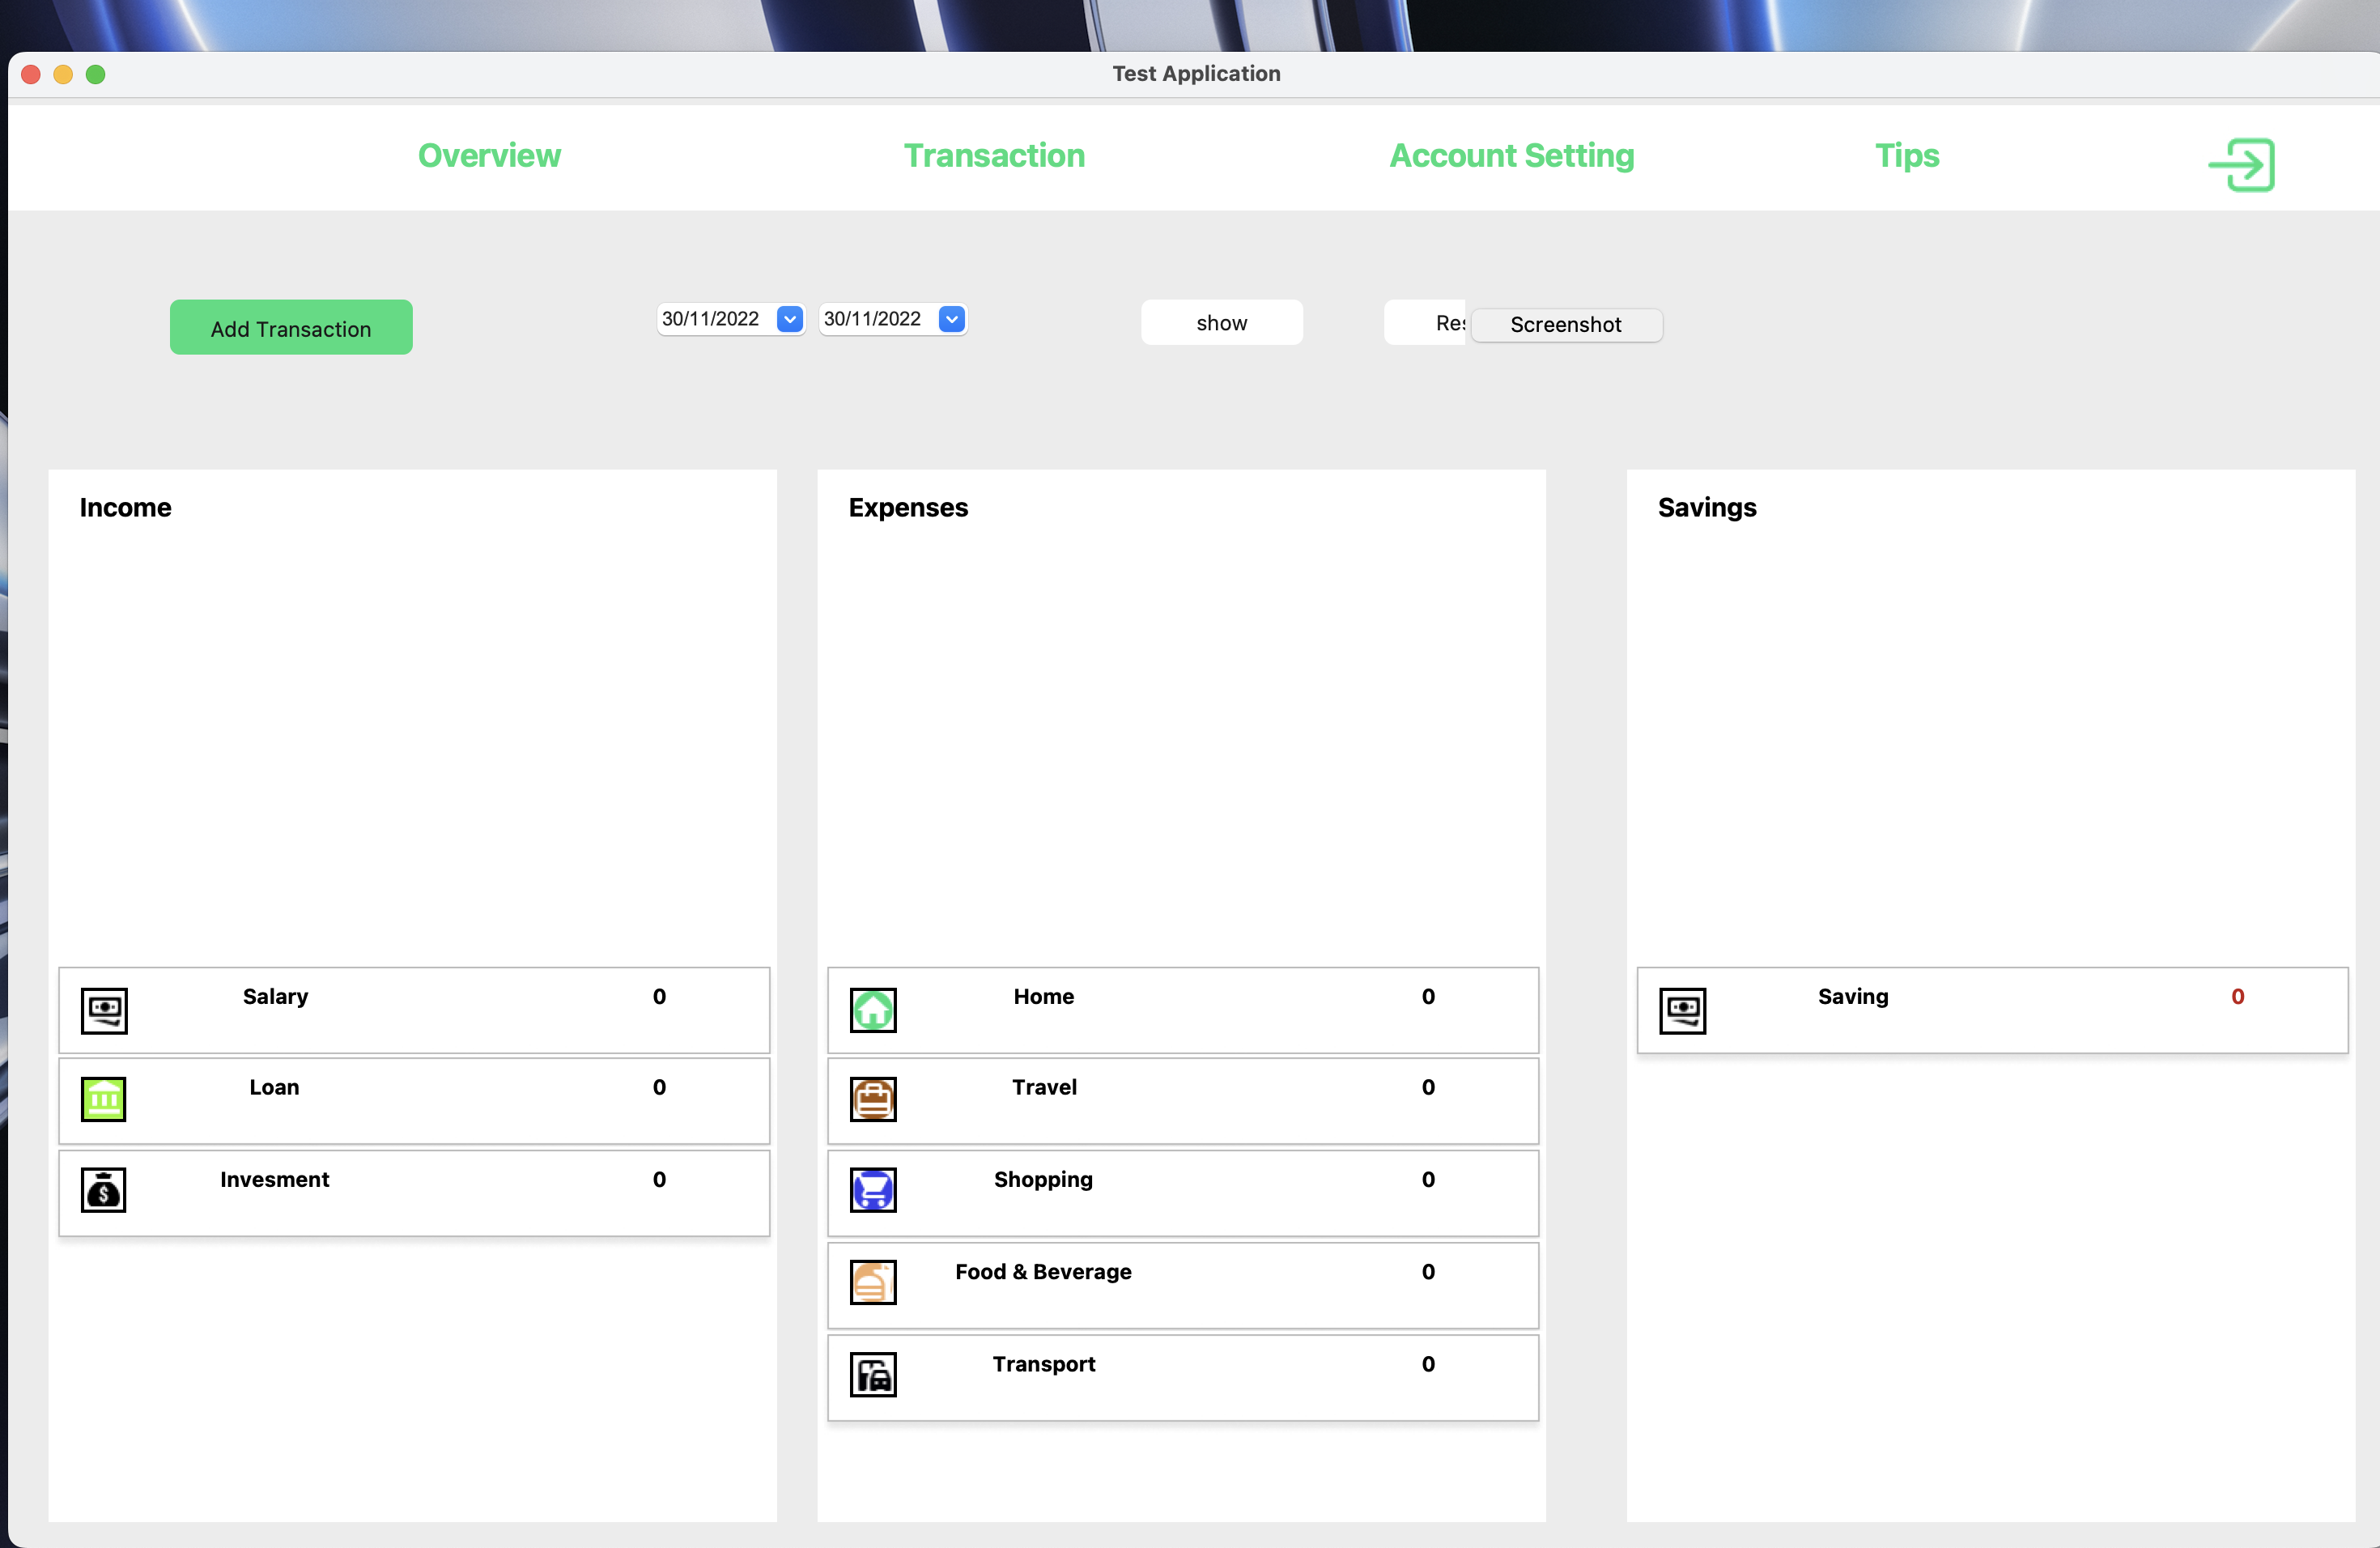 Test Application
Overview Transaction Account Setting Tips
Add Transaction 30/11/2022 30/11/2022 show Res Screenshot
Income Expenses Savings
Salary 0 Home 0 Saving 0
Loan 0 Travel 0
Invesment 0 Shopping 0
Food & Beverage 0
Transport 0